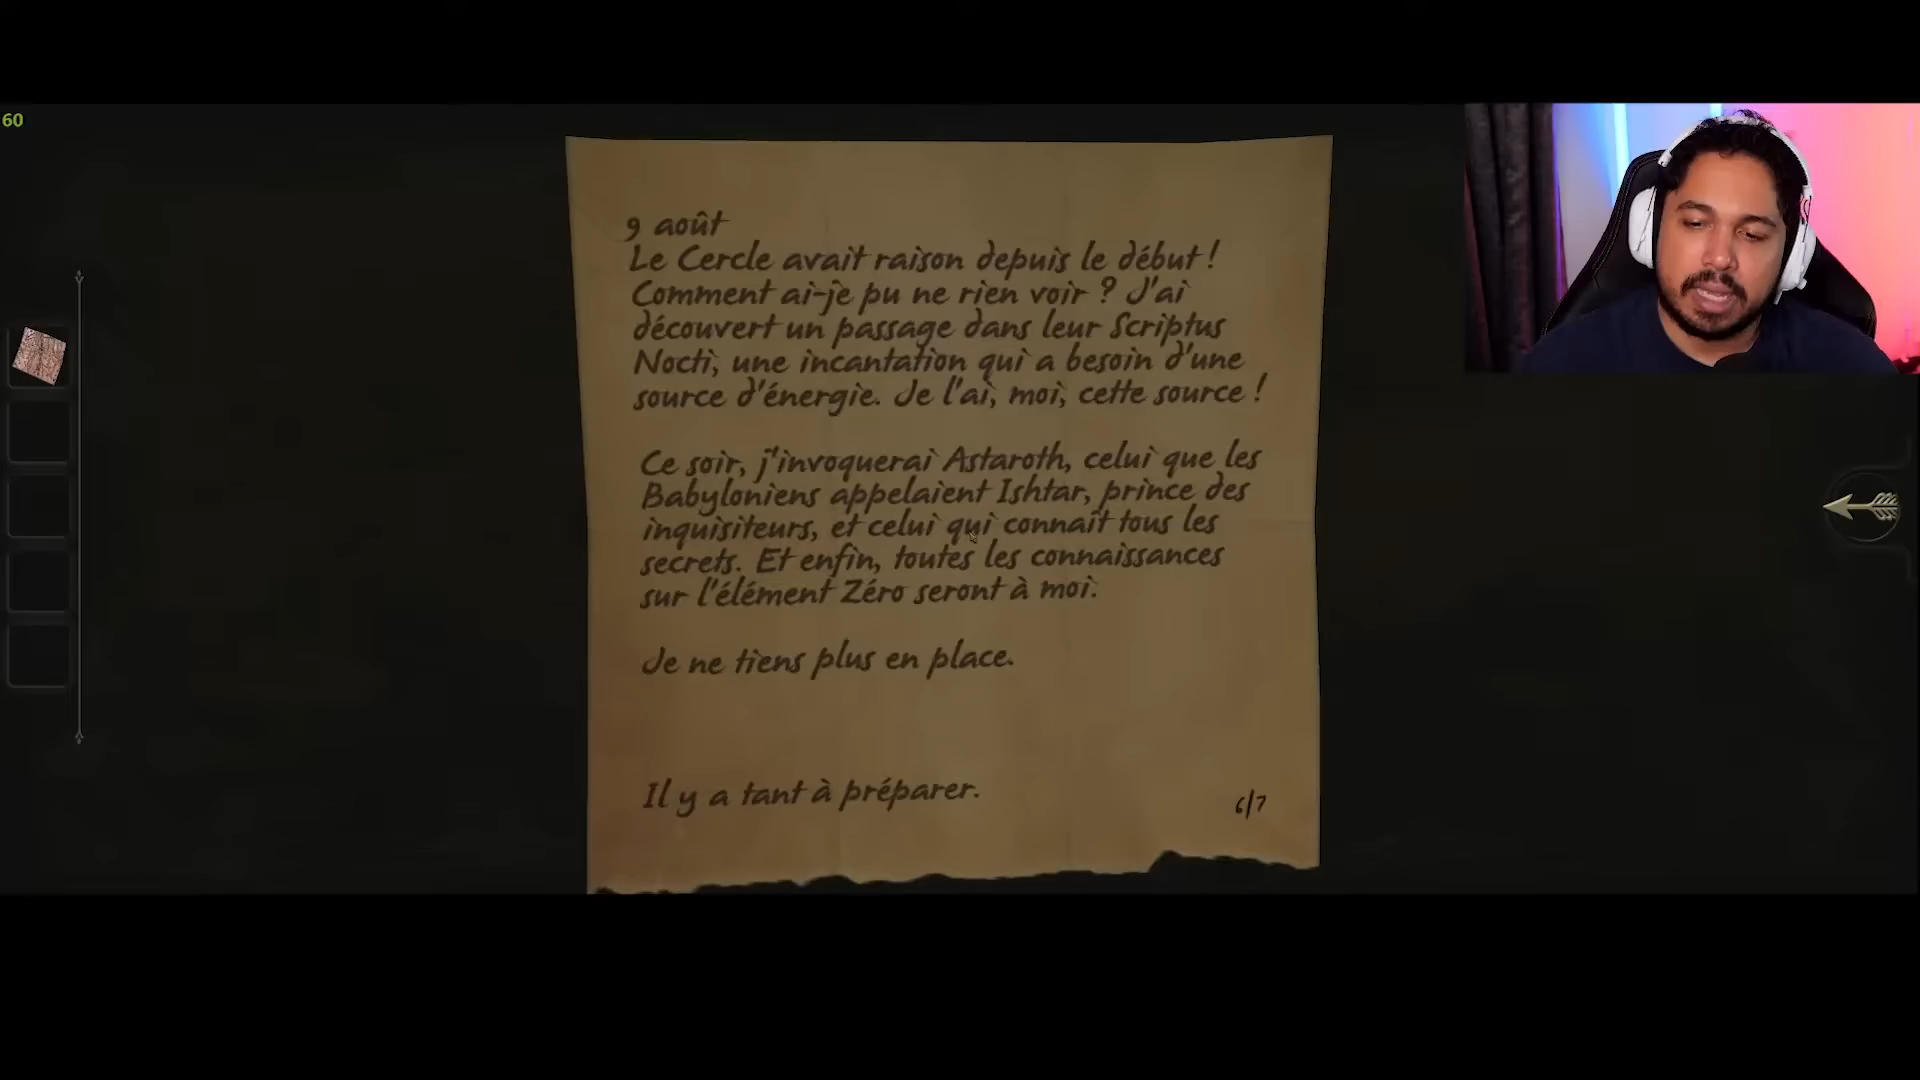 60
9 août
Le Cercle avait raison depuis le début !
Comment ai-je pu ne rien voir ? J'ai
découvert un passage dans leur Scriptus
Nocti, une incantation qui a besoin d'une
source d'énergie. Je l'ai, moi, cette source !
Ce soir, j'invoquerai Astaroth, celui que les
Babyloniens appelaient Ishtar, prince des
inquisiteurs, et celui qui connaît tous les
secrets. Et enfin, toutes les connaissances
sur l'élément Zéro seront à moi.
Je ne tiens plus en place.
Il y a tant à préparer.
6/7